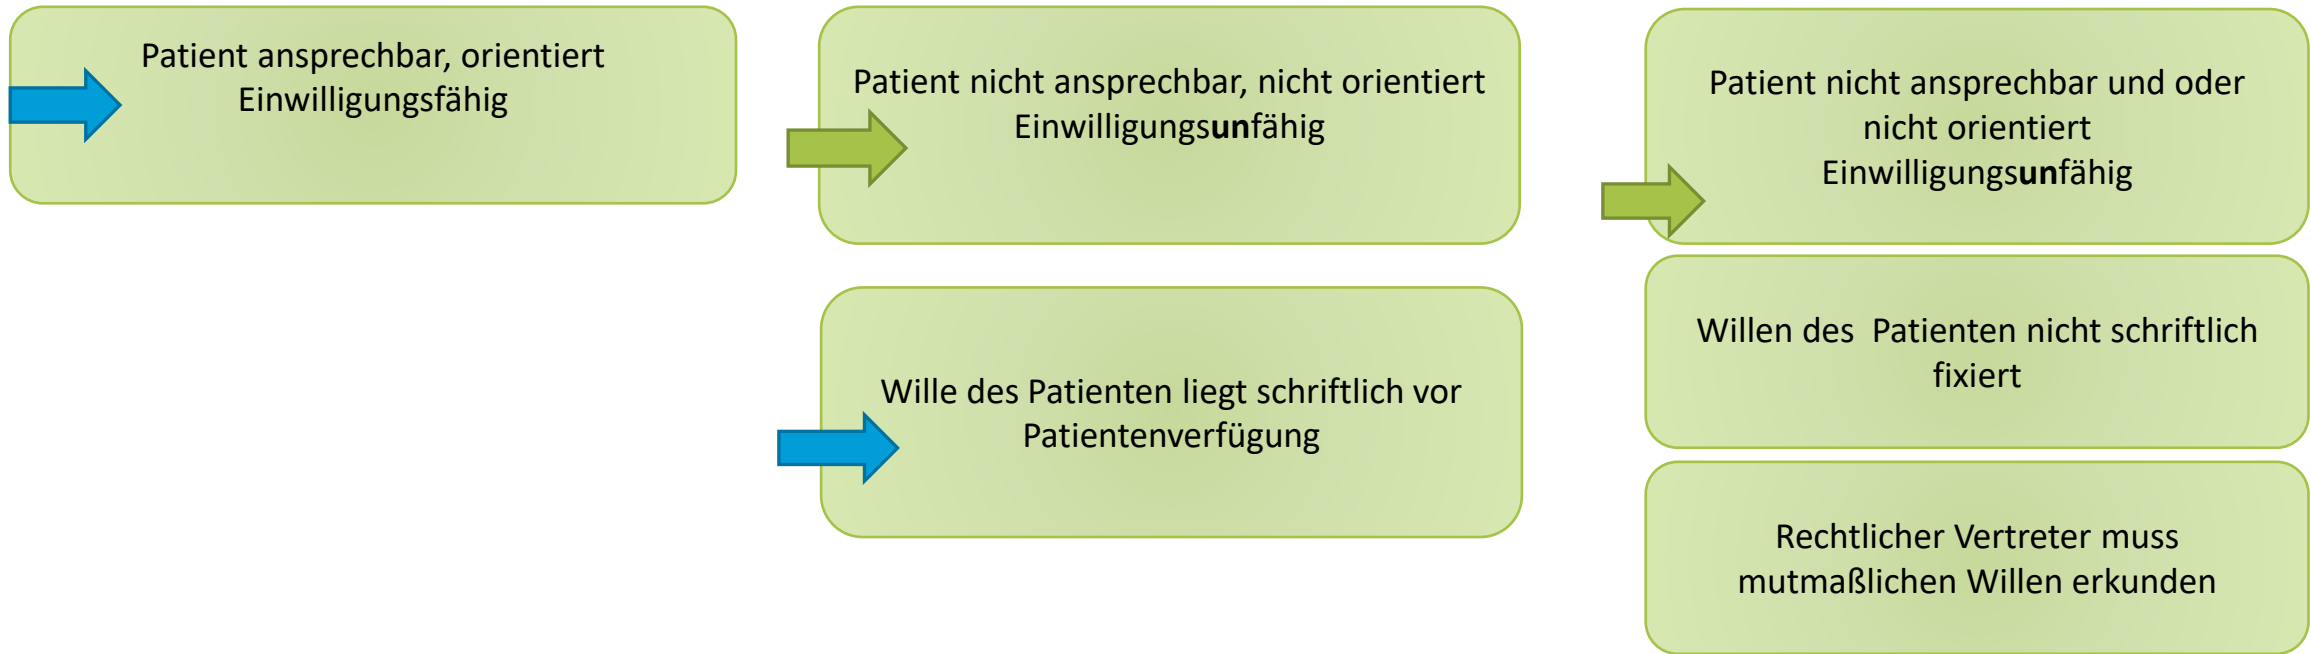 Patient ansprechbar, orientiert
Einwilligungsfähig
Patient nicht ansprechbar, nicht orientiert
Einwilligungsunfähig
Wille des Patienten liegt schriftlich vor
Patientenverfügung
Patient nicht ansprechbar und oder
nicht orientiert
Einwilligungsunfähig
Willen des  Patienten nicht schriftlich
fixiert
Rechtlicher Vertreter muss
mutmaßlichen Willen erkunden